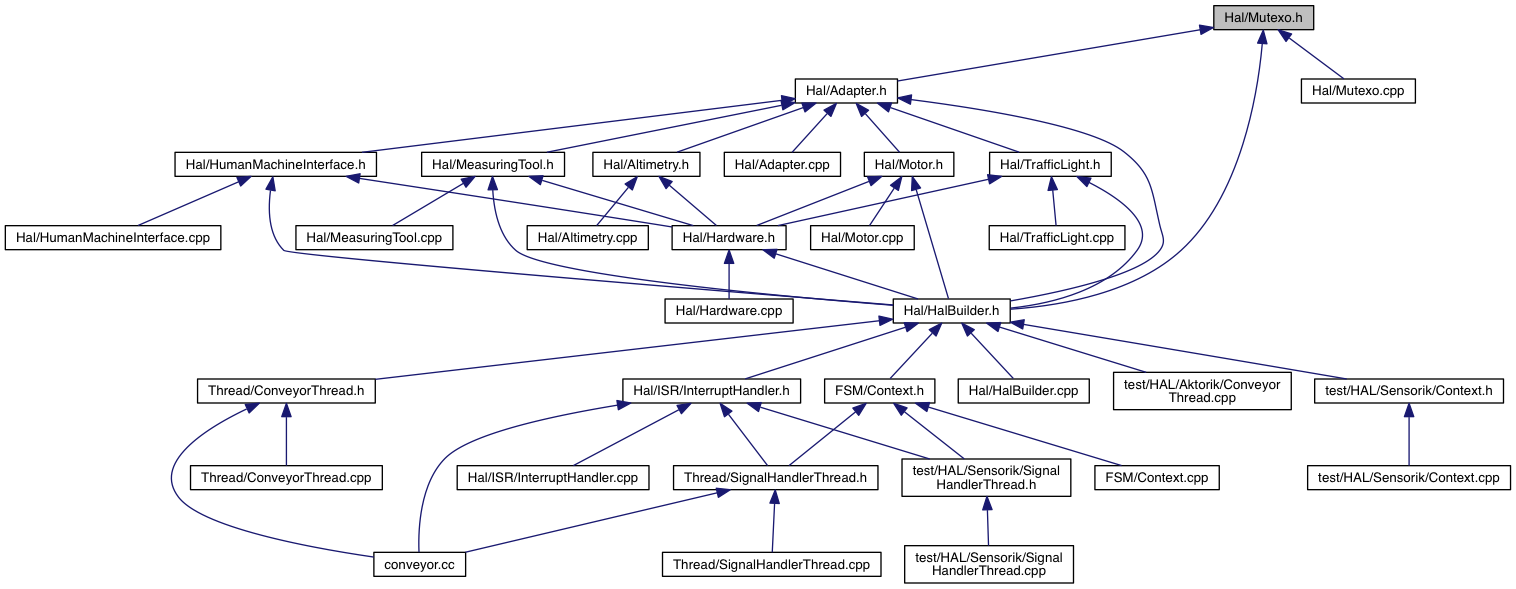 Hal/Mutexo.h
Hal/Adapter.h
Hal/Mutexo.cpp
Hal/HumanMachineInterface.h
Hal/MeasuringTool.h
Hal/Altimetry.h
Hal/Adapter.cpp
Hal/Motor.h
Hal/TrafficLight.h
Hal/HumanMachineInterface.cpp
Hal/MeasuringTool.cpp
Hal/Altimetry.cpp
Hal/Hardware.h
Hal/Motor.cpp
Hal/TrafficLight.cpp
Hal/Hardware.cpp
Hal/HalBuilder.h
Thread/ConveyorThread.h
Hal/ISR/InterruptHandler.h
FSM/Context.h
Hal/HalBuilder.cpp
test/HAL/Aktorik/Conveyor
Thread.cpp
test/HAL/Sensorik/Context.h
Thread/ConveyorThread.cpp
Hal/ISR/InterruptHandler.cpp
Thread/SignalHandlerThread.h
test/HAL/Sensorik/Signal
HandlerThread.h
FSM/Context.cpp
test/HAL/Sensorik/Context.cpp
conveyor.cc
Thread/SignalHandlerThread.cpp
test/HAL/Sensorik/Signal
HandlerThread.cpp